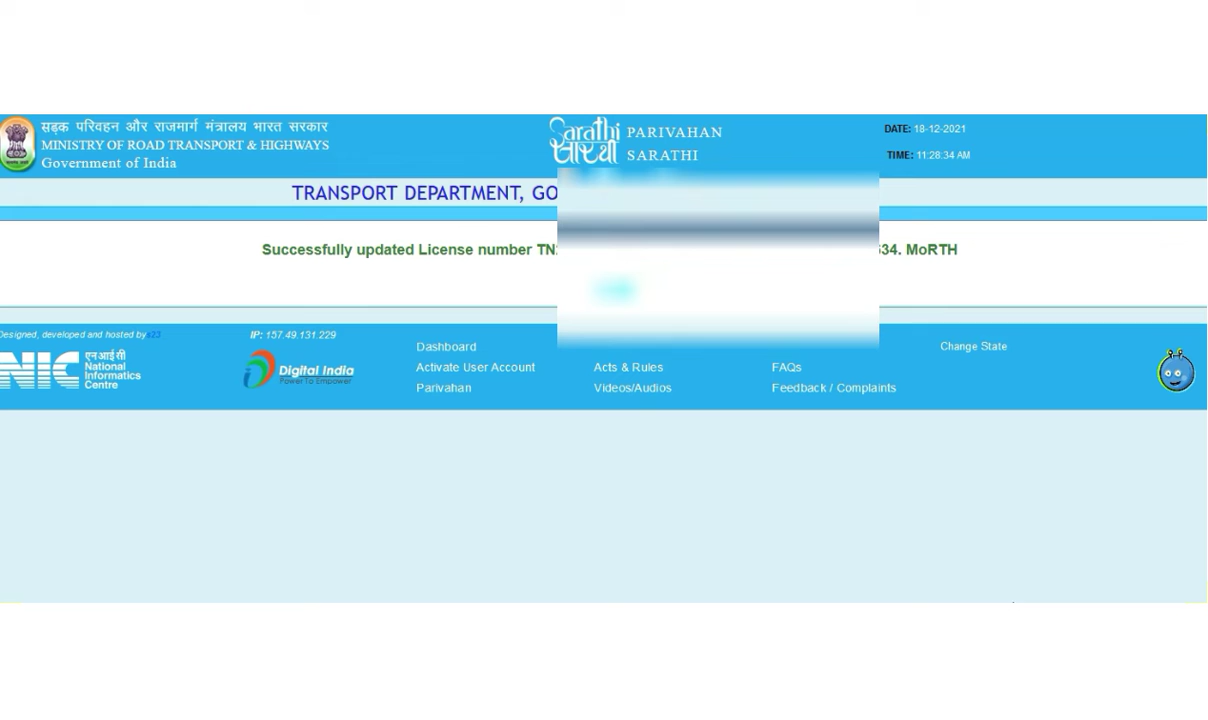 सड़क परिवहन और राजमार्ग मंत्रालय भारत सरकार
MINISTRY OF ROAD TRANSPORT & HIGHWAYS
Government of India
Sarathi
सारथी
PARIVAHAN
SARATHI
DATE: 18-12-2021
TIME: 11:28:34 AM
TRANSPORT DEPARTMENT,
Successfully updated License number 34. MoRTH
Designed, developed and hosted by s23
NIC
एन आई सी
National
Informatics
Centre
IP: 157.49.131.229
Digital India
Power To Empower
Dashboard
Activate User Account
Parivahan
Acts & Rules
Videos/Audios
FAQs
Feedback / Complaints
Change State